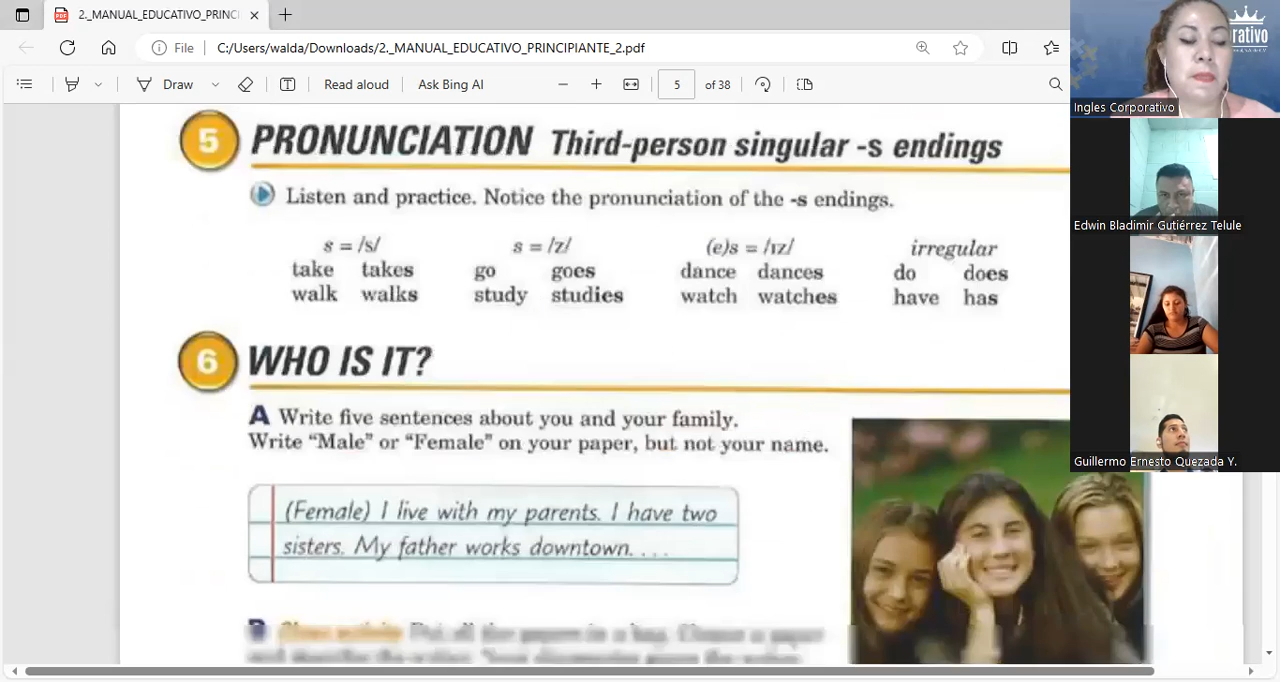 2._MANUAL_EDUCATIVO_PRINCI
File C:/Users/walda/Downloads/2._MANUAL_EDUCATIVO_PRINCIPIANTE_2.pdf
Draw Read aloud Ask Bing AI 5 of 38
rativo
Ingles Corporativo
Edwin Bladimir Gutiérrez Telule
Guillermo Ernesto Quezada Y.
5 PRONUNCIATION Third-person singular -s endings
Listen and practice. Notice the pronunciation of the -s endings.
s = /s/ s = /z/ (e)s = /ɪz/ irregular
take takes go goes dance dances do does
walk walks study studies watch watches have has
6 WHO IS IT?
A Write five sentences about you and your family.
Write “Male” or “Female” on your paper, but not your name.
(Female) I live with my parents. I have two
sisters. My father works downtown. . . .